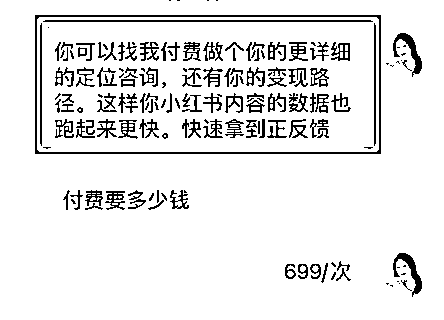 你可以找我付费做个你的更详细
的定位咨询，还有你的变现路
径。这样你小红书内容的数据也
跑起来更快。快速拿到正反馈
付费要多少钱
699/次